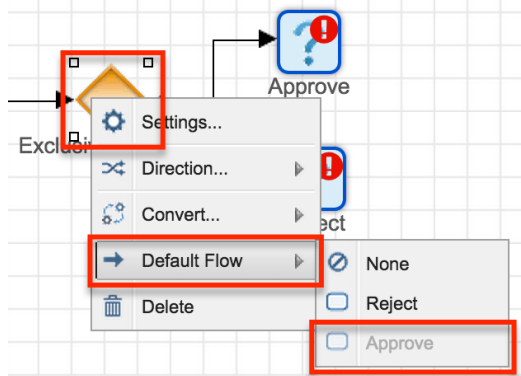 Approve
Settings...
Direction...
Convert...
Default Flow
None
Reject
Delete
Approve